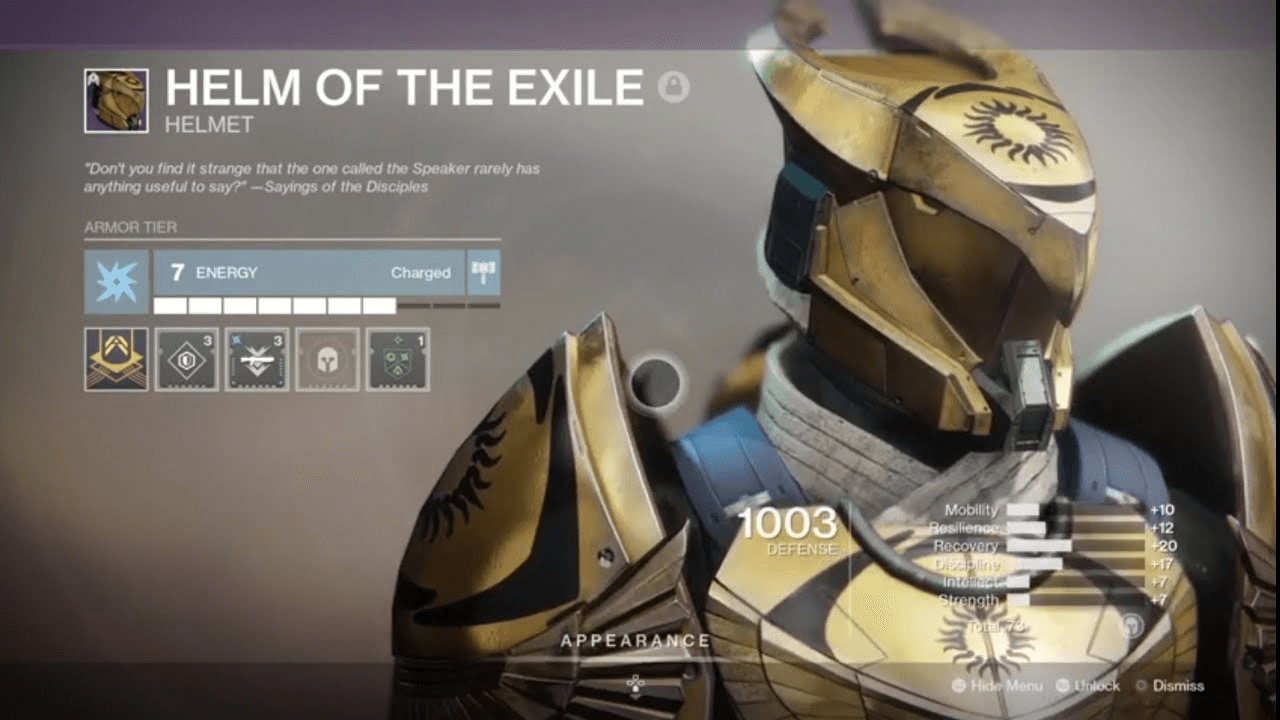 HELM OF THE EXILE
HELMET
"Don't you find it strange that the one called the Speaker rarely has
anything useful to say?" —Sayings of the Disciples
ARMOR TIER
7 ENERGY Charged
3 3 1
1003
DEFENSE
Mobility +10
Resilience +12
Recovery +20
Discipline +17
Intellect +7
Strength +7
Total 73
APPEARANCE
Hide Menu Unlock Dismiss